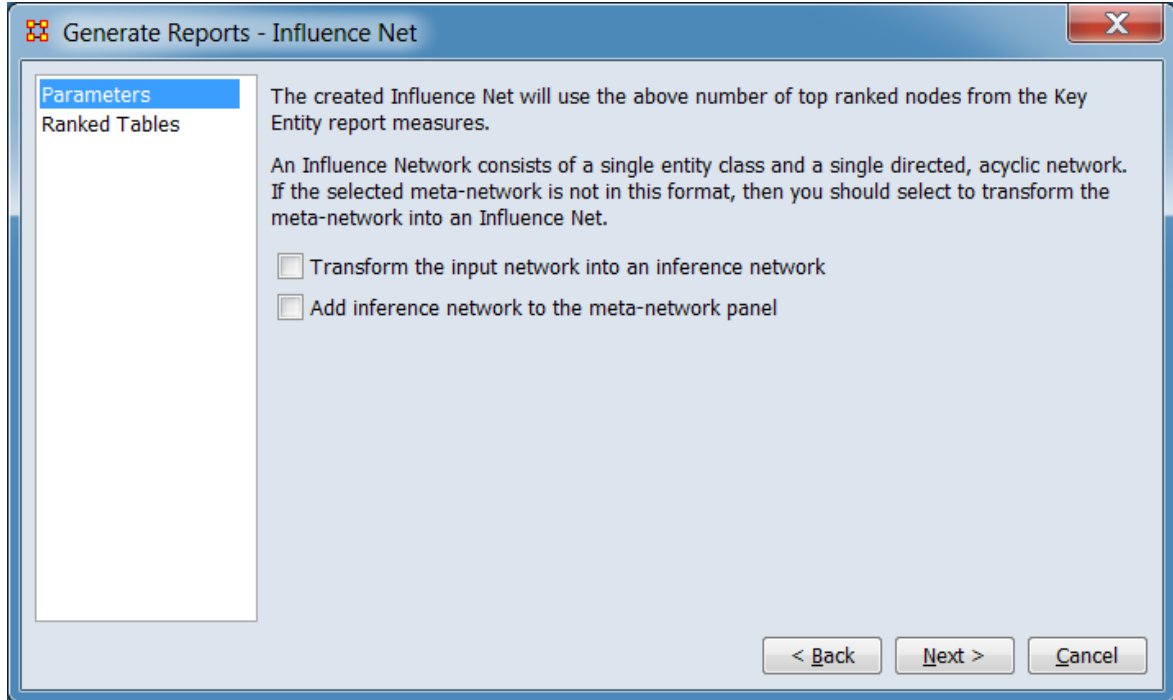 Generate Reports - Influence Net
X
Parameters
Ranked Tables
The created Influence Net will use the above number of top ranked nodes from the Key
Entity report measures.
An Influence Network consists of a single entity class and a single directed, acyclic network.
If the selected meta-network is not in this format, then you should select to transform the
meta-network into an Influence Net.
Transform the input network into an inference network
Add inference network to the meta-network panel
< Back
Next >
Cancel